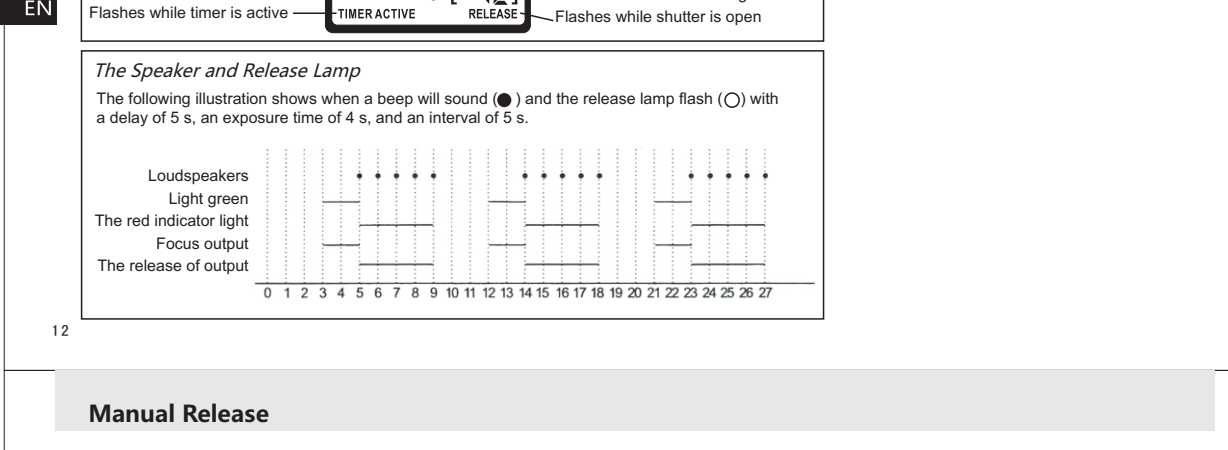 EN
Flashes while timer is active
TIMER ACTIVE
RELEASE
Flashes while shutter is open
The Speaker and Release Lamp
The following illustration shows when a beep will sound (● ) and the release lamp flash (○) with
a delay of 5 s, an exposure time of 4 s, and an interval of 5 s.
Loudspeakers
Light green
The red indicator light
Focus output
The release of output
0 1 2 3 4 5 6 7 8 9 10 11 12 13 14 15 16 17 18 19 20 21 22 23 24 25 26 27
12
Manual Release